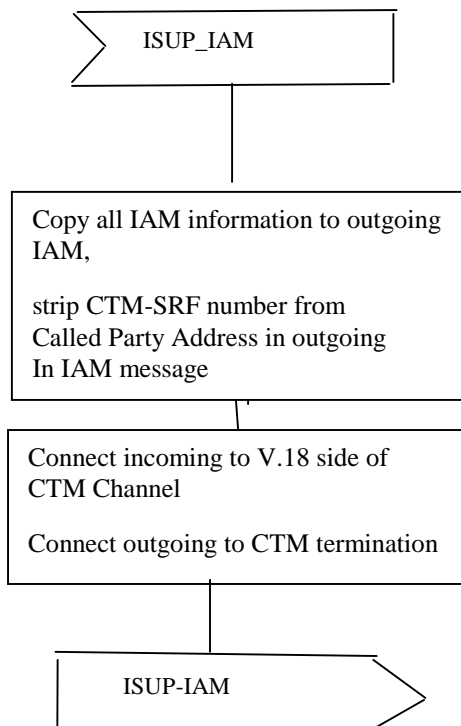 ISUP_IAM
Copy all IAM information to outgoing
IAM,
strip CTM-SRF number from
Called Party Address in outgoing
In IAM message
Connect incoming to V.18 side of
CTM Channel
Connect outgoing to CTM termination
ISUP-IAM